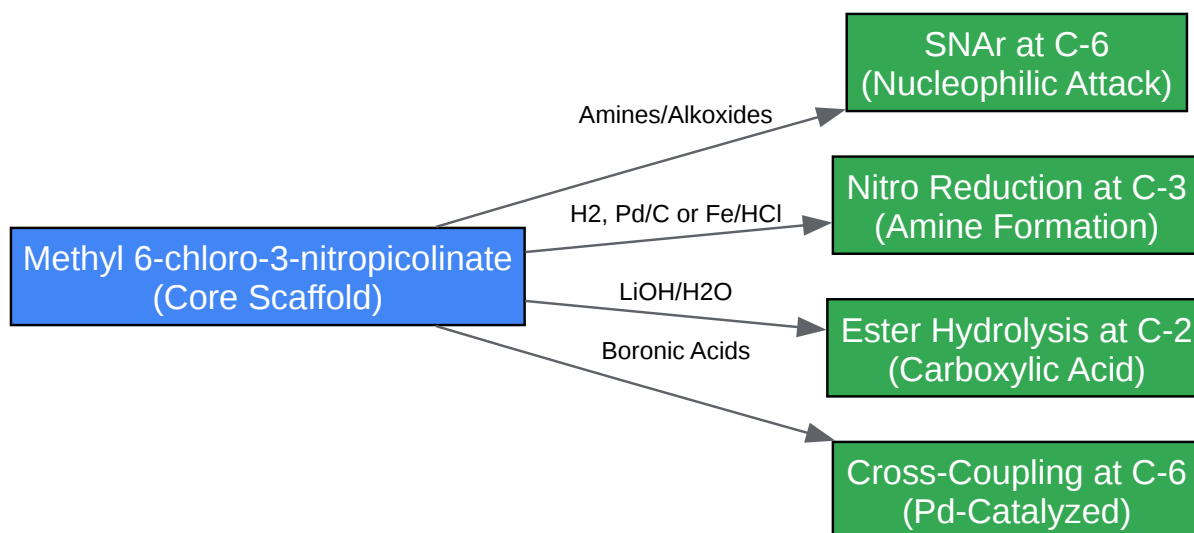 SNAr at C-6
(Nucleophilic Attack)
Amines/Alkoxides
Nitro Reduction at C-3
(Amine Formation)
H2, Pd/C or Fe/HCl
Methyl 6-chloro-3-nitropicolinate
(Core Scaffold)
LiOH/H2O
Ester Hydrolysis at C-2
(Carboxylic Acid)
Boronic Acids
Cross-Coupling at C-6
(Pd-Catalyzed)